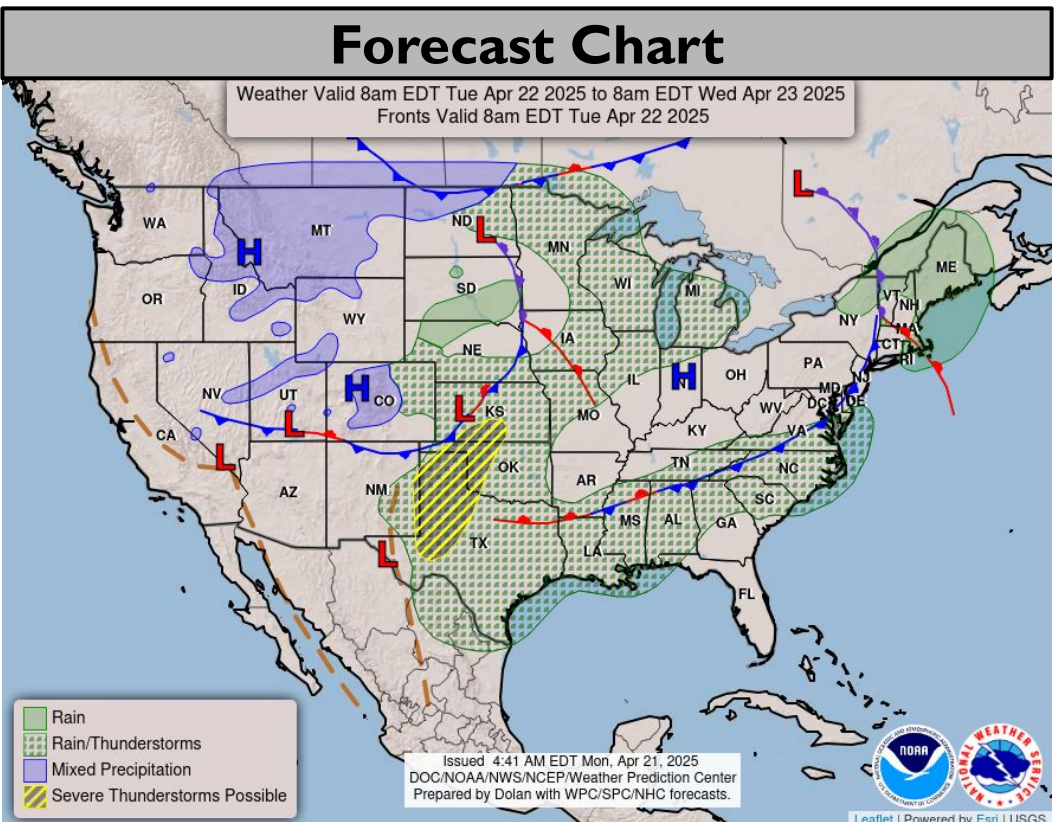 Forecast Chart
Weather Valid 8am EDT Tue Apr 22 2025 to 8am EDT Wed Apr 23 2025
Fronts Valid 8am EDT Tue Apr 22 2025
L
WA
MT
ND
L
MN
ME
H
ID
OR
SD
WI
MI
VT
NH
WY
NY
MA
IA
CT
RI
NE
PA
NV
UT
H
CO
IL
H
OH
NJ
MD
DE
DC
L
KS
MO
WV
CA
L
KY
VA
L
TN
NC
OK
AR
AZ
NM
SC
MS
AL
GA
TX
LA
L
FL
Rain
Rain/Thunderstorms
Mixed Precipitation
Severe Thunderstorms Possible
Issued 4:41 AM EDT Mon, Apr 21, 2025
DOC/NOAA/NWS/NCEP/Weather Prediction Center
Prepared by Dolan with WPC/SPC/NHC forecasts.
NOAA
NATIONAL WEATHER SERVICE
Leaflet | Powered by Esri | USGS